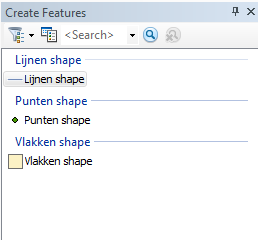 Create Features
<Search>
Lijnen shape
Lijnen shape
Punten shape
Punten shape
Vlakken shape
Vlakken shape